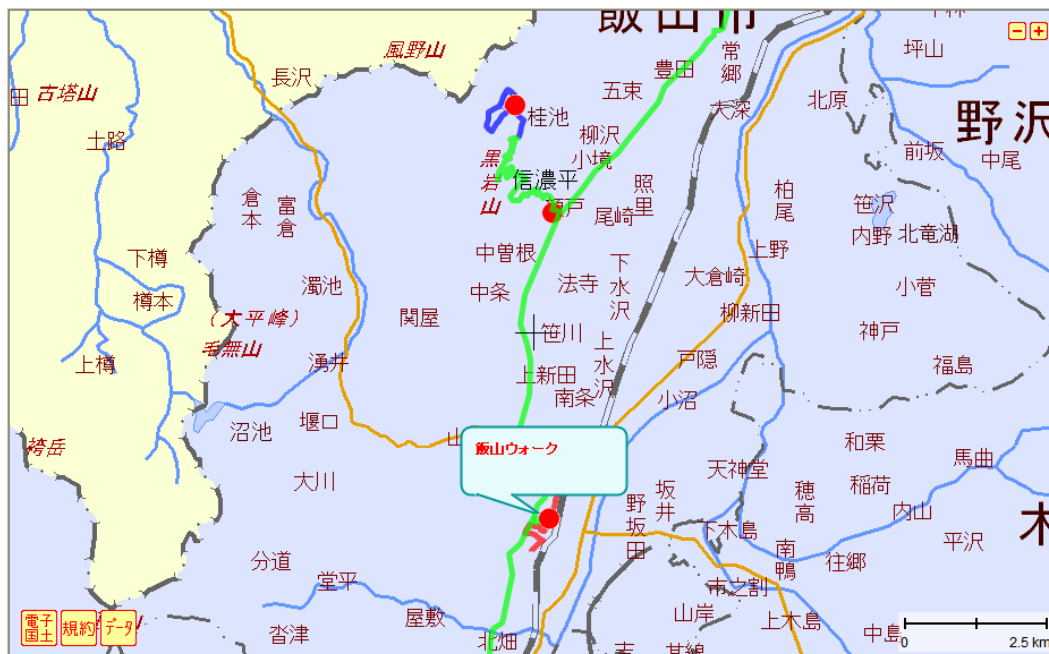 飯山市
風野山
常郷
坪山
豊田
長沢
五束
古塔山
田
桂池
大深
北原
野沢
土路
柳沢
前坂
中尾
小境
黒岩山
信濃平
照里
柏尾
笹沢
倉本
富倉
瀬戸
尾崎
内野
北竜湖
中曽根
上野
下樽
下水沢
法寺
大倉崎
小菅
濁池
中条
樽本
(大平峰)
関屋
柳新田
神戸
笹川
毛無山
上水沢
戸隠
上樽
湧井
福島
上新田
南条
小沼
堰口
沼池
和栗
袴岳
飯山ウォーク
馬曲
天神堂
大川
坂井
穂高
稲荷
野坂田
内山
下木島
平沢
南鴨
分道
往郷
堂平
市之割
電子国土
規約
データ
屋敷
山岸
上木島
中島
沓津
北畑
0
2.5 km